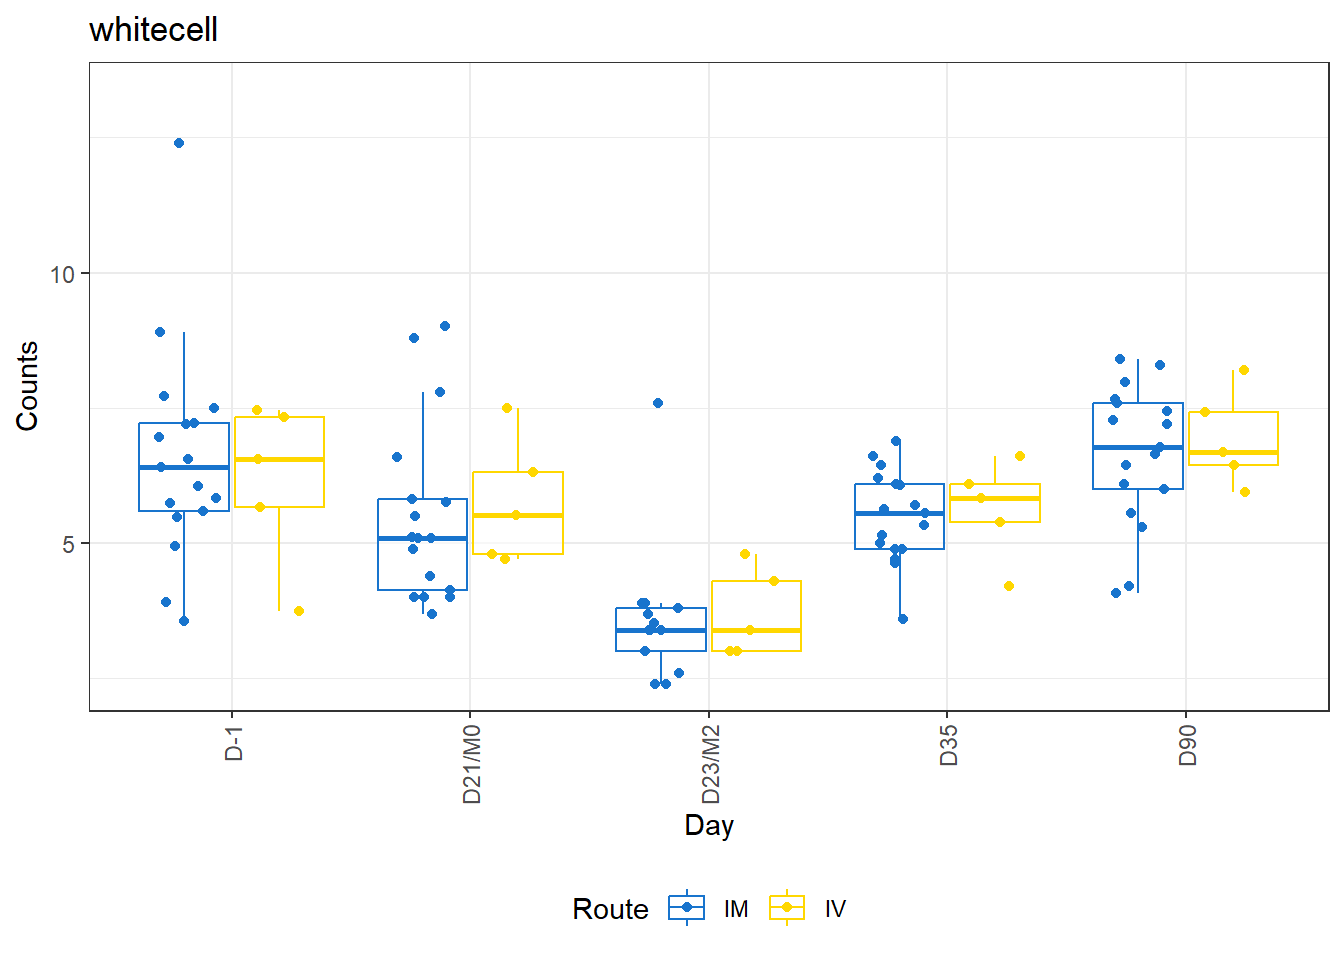 whitecell
Counts
10
5
D-1
D21/M0
D23/M2
D35
D90
Day
Route IM IV